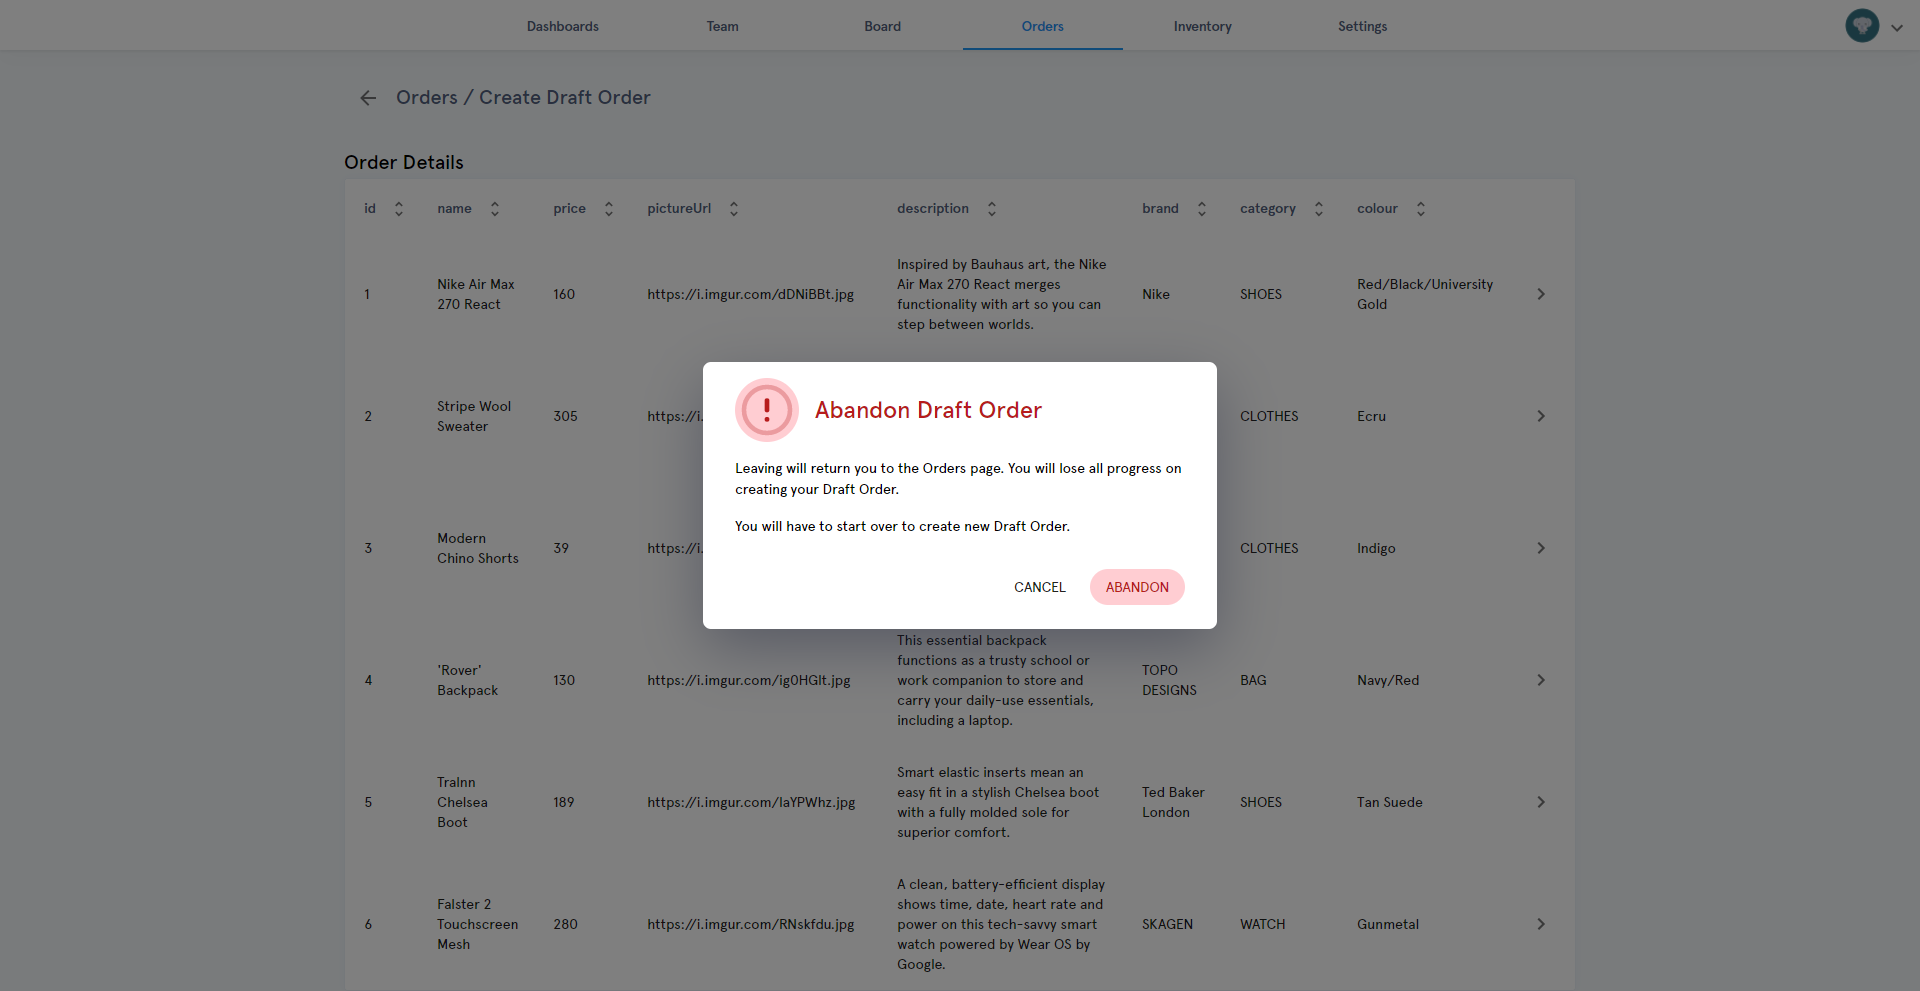 Dashboards Team Board Orders Inventory Settings
Orders / Create Draft Order
Order Details
id name price pictureUrl description brand category colour
Inspired by Bauhaus art, the Nike
Air Max 270 React merges
functionality with art so you can
step between worlds.
Nike Air Max
270 React
1 160 https://i.imgur.com/dDNiBBt.jpg Nike SHOES
Red/Black/University
Gold
Stripe Wool
Sweater
2 305 https://i. CLOTHES Ecru
Modern
Chino Shorts
3 39 https://i. CLOTHES Indigo
Abandon Draft Order
Leaving will return you to the Orders page. You will lose all progress on
creating your Draft Order.
You will have to start over to create new Draft Order.
CANCEL ABANDON
This essential backpack
functions as a trusty school or
work companion to store and
carry your daily-use essentials,
including a laptop.
'Rover'
Backpack
4 130 https://i.imgur.com/ig0HGIt.jpg
TOPO
DESIGNS
BAG Navy/Red
Smart elastic inserts mean an
easy fit in a stylish Chelsea boot
with a fully molded sole for
superior comfort.
Tralnn
Chelsea
Boot
5 189 https://i.imgur.com/laYPWhz.jpg
Ted Baker
London
SHOES Tan Suede
A clean, battery-efficient display
shows time, date, heart rate and
power on this tech-savvy smart
watch powered by Wear OS by
Google.
Falster 2
Touchscreen
Mesh
6 280 https://i.imgur.com/RNskfdu.jpg SKAGEN WATCH Gunmetal